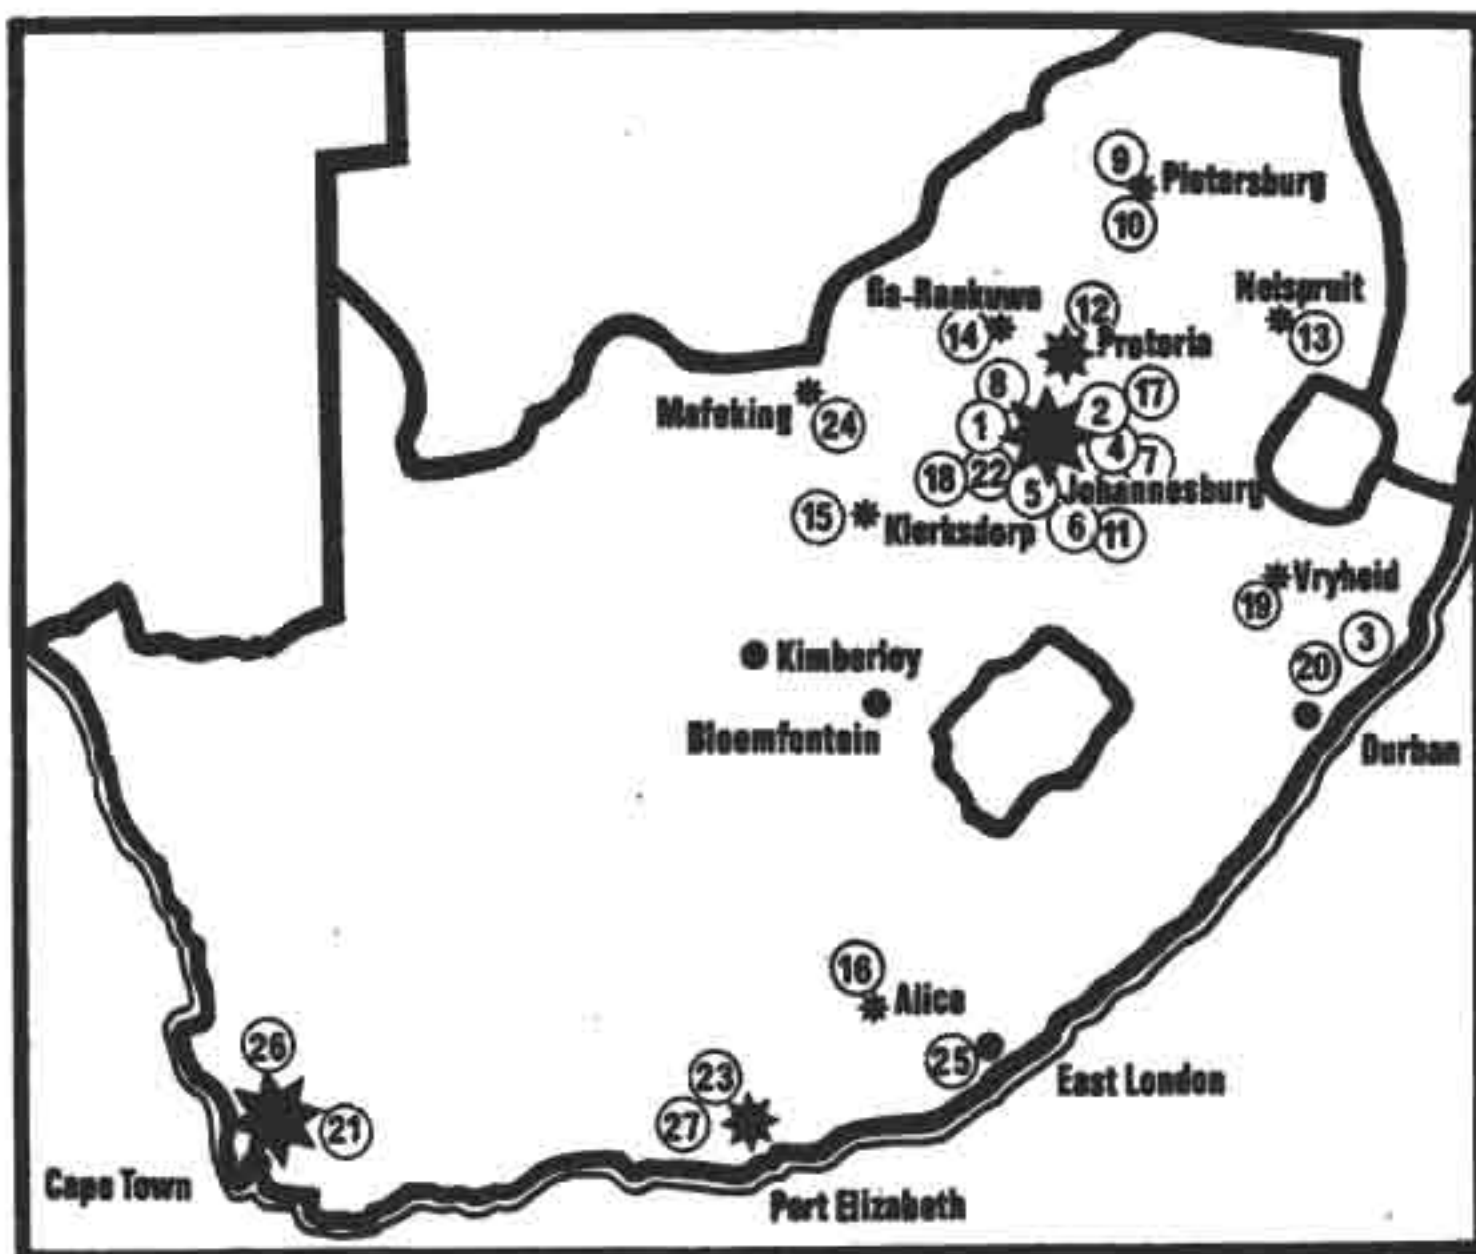 9
Pietersburg
10
Ga-Rankuwa
12
Nelspruit
14
Pretoria
13
8
17
Mafeking
24
1
2
4
7
18
22
5
Johannesburg
15
Klerksdorp
6
11
Vryheid
19
3
20
Kimberley
Bloemfontein
Durban
16
Alice
26
25
East London
23
27
21
Cape Town
Port Elizabeth